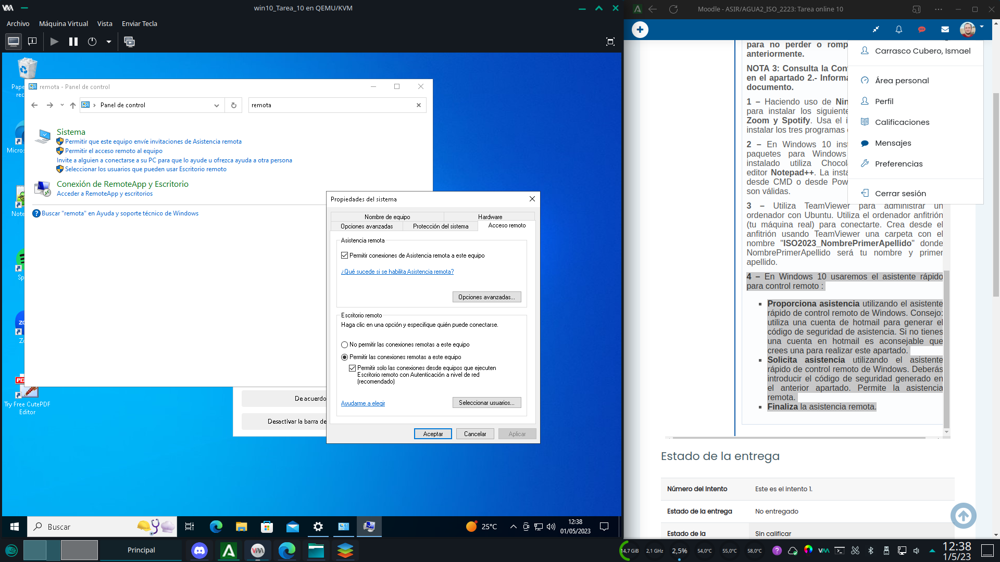 win10_Tarea_10 en QEMU/KVM
Archivo
Máquina Virtual
Vista
Enviar Tecla
remota - Panel de control
Panel de control
remota
Sistema
Permitir que este equipo envíe invitaciones de Asistencia remota
Permitir el acceso remoto al equipo
Invite a alguien a conectarse a su PC para que lo ayude u ofrezca ayuda a otra persona
Seleccionar los usuarios que pueden usar Escritorio remoto
Conexión de RemoteApp y Escritorio
Acceder a RemoteApp y escritorios
Buscar "remota" en Ayuda y soporte técnico de Windows
Try Free CutePDF
Editor
De acuerdo
Desactivar la barra de
Propiedades del sistema
Nombre de equipo
Hardware
Opciones avanzadas
Protección del sistema
Acceso remoto
Asistencia remota
Permitir conexiones de Asistencia remota a este equipo
¿Qué sucede si se habilita Asistencia remota?
Opciones avanzadas...
Escritorio remoto
Haga clic en una opción y especifique quién puede conectarse.
No permitir las conexiones remotas a este equipo
Permitir las conexiones remotas a este equipo
Permitir solo las conexiones desde equipos que ejecuten
Escritorio remoto con Autenticación a nivel de red
(recomendado)
Ayudarme a elegir
Seleccionar usuarios...
Aceptar
Cancelar
Aplicar
Buscar
25°C
12:38
01/05/2023
Moodle - ASIR/AGUA2_ISO_2223: Tarea online 10
para no perder o romp
anteriormente.
NOTA 3: Consulta la Con
en el apartado 2.- Informa
documento.
1 – Haciendo uso de Nin
para instalar los siguiente
Zoom y Spotify. Usa el i
instalar los tres programas
2 – En Windows 10 inst
paquetes para Windows
instalado utiliza Chocol
editor Notepad++. La insta
desde CMD o desde Pow
son válidas.
3 – Utiliza TeamViewer para administrar un
ordenador con Ubuntu. Utiliza el ordenador anfitrión
(tu máquina real) para conectarte. Crea desde el
anfitrión usando TeamViewer una carpeta con el
nombre "ISO2023_NombrePrimerApellido" donde
NombrePrimerApellido será tu nombre y primer
apellido.
4 – En Windows 10 usaremos el asistente rápido
para control remoto :
Proporciona asistencia utilizando el asistente
rápido de control remoto de Windows. Consejo:
utiliza una cuenta de hotmail para generar el
código de seguridad de asistencia. Si no tienes
una cuenta en hotmail es aconsejable que
crees una para realizar este apartado.
Solicita asistencia utilizando el asistente
rápido de control remoto de Windows. Deberás
introducir el código de seguridad generado en
el anterior apartado. Permite la asistencia
remota.
Finaliza la asistencia remota.
Carrasco Cubero, Ismael
Área personal
Perfil
Calificaciones
Mensajes
Preferencias
Cerrar sesión
Estado de la entrega
Número del intento
Este es el intento 1.
Estado de la entrega
No entregado
Estado de la
Sin calificar
Principal
14,7 GiB
2,1 GHz
2,5%
54,0°C
55,0°C
58,0°C
12:38
1/5/23